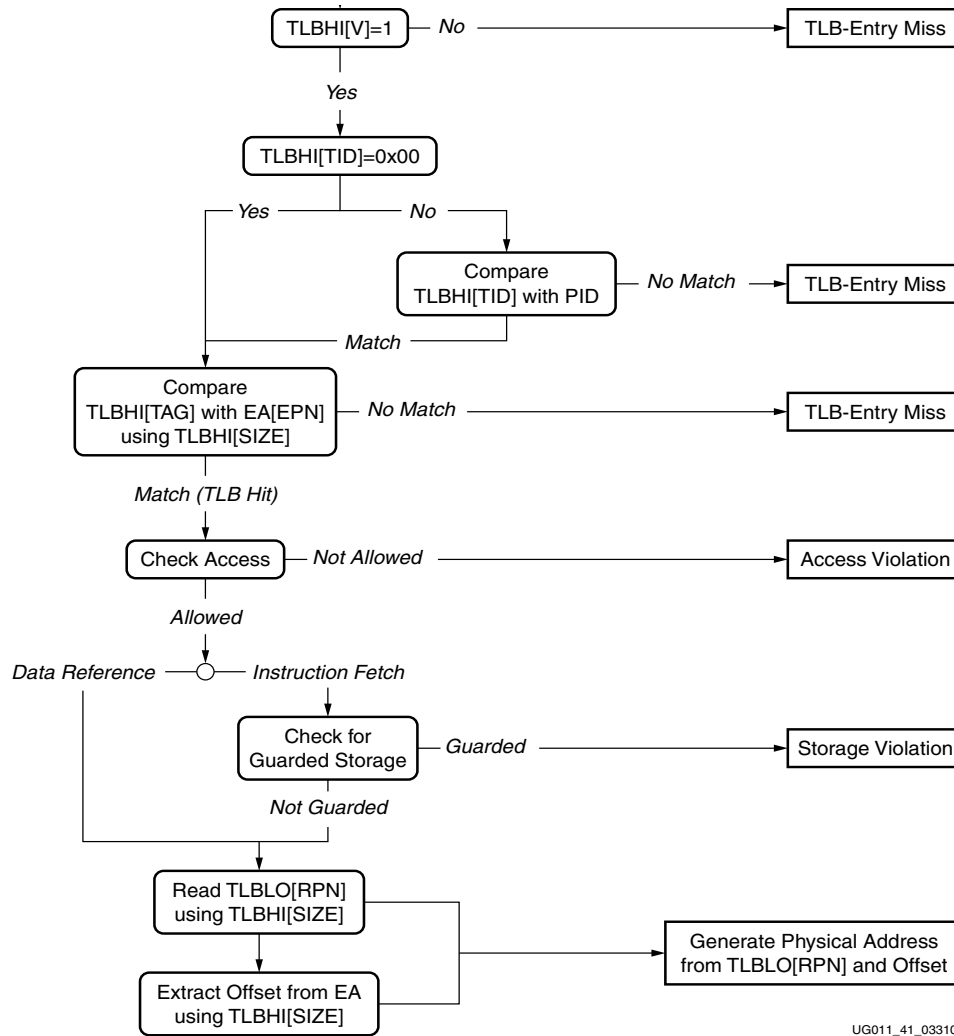 TLBHI[V]=1
No
TLB-Entry Miss
Yes
TLBHI[TID]=0x00
Yes
No
Compare
TLBHI[TID] with PID
No Match
TLB-Entry Miss
Match
Compare
TLBHI[TAG] with EA[EPN]
using TLBHI[SIZE]
No Match
TLB-Entry Miss
Match (TLB Hit)
Check Access
Not Allowed
Access Violation
Allowed
Data Reference
Instruction Fetch
Check for
Guarded Storage
Guarded
Storage Violation
Not Guarded
Read TLBLO[RPN]
using TLBHI[SIZE]
Generate Physical Address
from TLBLO[RPN] and Offset
Extract Offset from EA
using TLBHI[SIZE]
UG011_41_03310